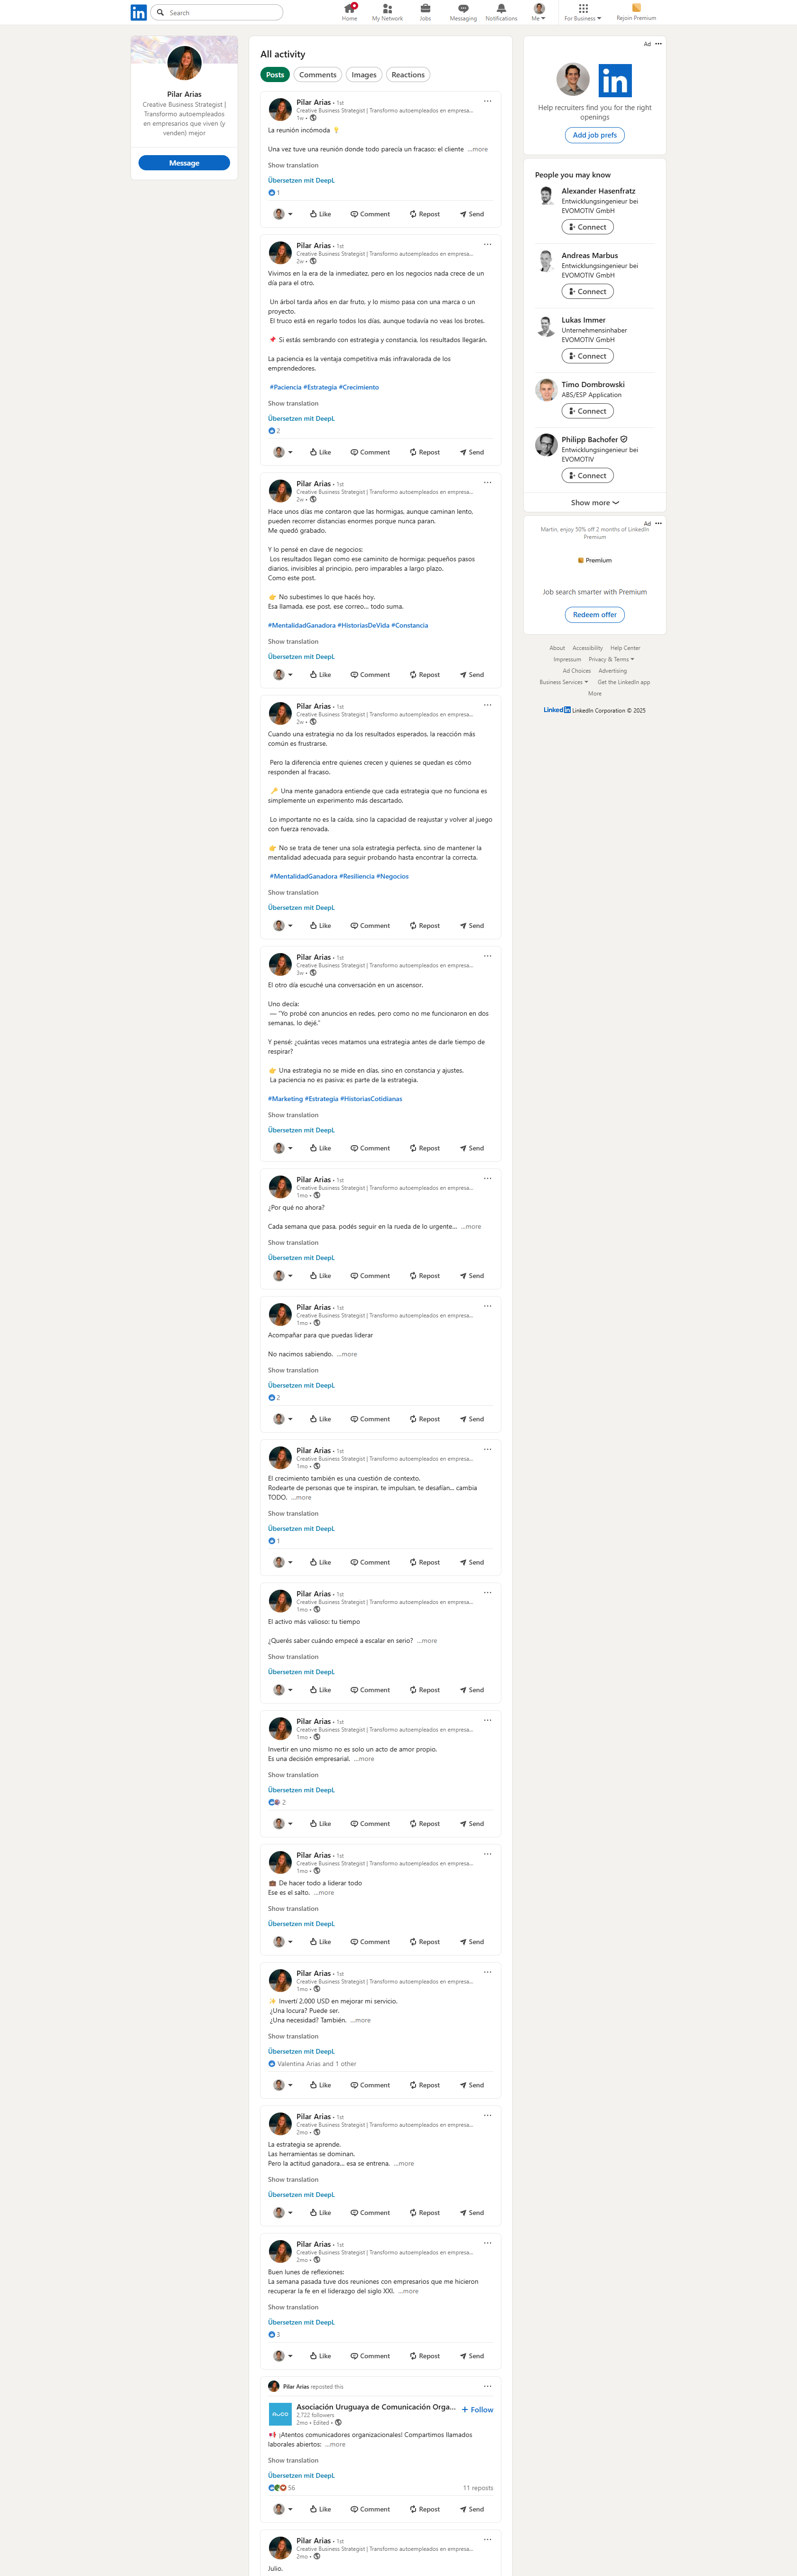 Search
Home
My Network
Jobs
Messaging
Notifications
Me
For Business
Rejoin Premium
Pilar Arias
Creative Business Strategist |
Transformo autoempleados
en empresarios que viven (y
venden) mejor
Message
All activity
Posts
Comments
Images
Reactions
Pilar Arias • 1st
Creative Business Strategist | Transformo autoempleados en empresa...
1w •
La reunión incómoda 💡
Una vez tuve una reunión donde todo parecía un fracaso: el cliente ...more
Show translation
Übersetzen mit DeepL
1
Like Comment Repost Send
Pilar Arias • 1st
Creative Business Strategist | Transformo autoempleados en empresa...
2w •
Vivimos en la era de la inmediatez, pero en los negocios nada crece de un
día para el otro.
Un árbol tarda años en dar fruto, y lo mismo pasa con una marca o un
proyecto.
El truco está en regarlo todos los días, aunque todavía no veas los brotes.
📌 Si estás sembrando con estrategia y constancia, los resultados llegarán.
La paciencia es la ventaja competitiva más infravalorada de los
emprendedores.
#Paciencia #Estrategia #Crecimiento
Show translation
Übersetzen mit DeepL
2
Like Comment Repost Send
Pilar Arias • 1st
Creative Business Strategist | Transformo autoempleados en empresa...
2w •
Hace unos días me contaron que las hormigas, aunque caminan lento,
pueden recorrer distancias enormes porque nunca paran.
Me quedó grabado.
Y lo pensé en clave de negocios:
Los resultados llegan como ese caminito de hormiga: pequeños pasos
diarios, invisibles al principio, pero imparables a largo plazo.
Como este post.
👉 No subestimes lo que hacés hoy.
Esa llamada, ese post, ese correo... todo suma.
#MentalidadGanadora #HistoriasDeVida #Constancia
Show translation
Übersetzen mit DeepL
Like Comment Repost Send
Pilar Arias • 1st
Creative Business Strategist | Transformo autoempleados en empresa...
2w •
Cuando una estrategia no da los resultados esperados, la reacción más
común es frustrarse.
Pero la diferencia entre quienes crecen y quienes se quedan es cómo
responden al fracaso.
🔑 Una mente ganadora entiende que cada estrategia que no funciona es
simplemente un experimento más descartado.
Lo importante no es la caída, sino la capacidad de reajustar y volver al juego
con fuerza renovada.
👉 No se trata de tener una sola estrategia perfecta, sino de mantener la
mentalidad adecuada para seguir probando hasta encontrar la correcta.
#MentalidadGanadora #Resiliencia #Negocios
Show translation
Übersetzen mit DeepL
Like Comment Repost Send
Pilar Arias • 1st
Creative Business Strategist | Transformo autoempleados en empresa...
3w •
El otro día escuché una conversación en un ascensor.
Uno decía:
— "Yo probé con anuncios en redes, pero como no me funcionaron en dos
semanas, lo dejé."
Y pensé: ¿cuántas veces matamos una estrategia antes de darle tiempo de
respirar?
👉 Una estrategia no se mide en días, sino en constancia y ajustes.
La paciencia no es pasiva: es parte de la estrategia.
#Marketing #Estrategia #HistoriasCotidianas
Show translation
Übersetzen mit DeepL
Like Comment Repost Send
Pilar Arias • 1st
Creative Business Strategist | Transformo autoempleados en empresa...
1mo •
¿Por qué no ahora?
Cada semana que pasa, podés seguir en la rueda de lo urgente... ...more
Show translation
Übersetzen mit DeepL
Like Comment Repost Send
Pilar Arias • 1st
Creative Business Strategist | Transformo autoempleados en empresa...
1mo •
Acompañar para que puedas liderar
No nacimos sabiendo. ...more
Show translation
Übersetzen mit DeepL
2
Like Comment Repost Send
Pilar Arias • 1st
Creative Business Strategist | Transformo autoempleados en empresa...
1mo •
El crecimiento también es una cuestión de contexto.
Rodearte de personas que te inspiran, te impulsan, te desafían... cambia
TODO. ...more
Show translation
Übersetzen mit DeepL
1
Like Comment Repost Send
Pilar Arias • 1st
Creative Business Strategist | Transformo autoempleados en empresa...
1mo •
El activo más valioso: tu tiempo
¿Querés saber cuándo empecé a escalar en serio? ...more
Show translation
Übersetzen mit DeepL
Like Comment Repost Send
Pilar Arias • 1st
Creative Business Strategist | Transformo autoempleados en empresa...
1mo •
Invertir en uno mismo no es solo un acto de amor propio.
Es una decisión empresarial. ...more
Show translation
Übersetzen mit DeepL
2
Like Comment Repost Send
Pilar Arias • 1st
Creative Business Strategist | Transformo autoempleados en empresa...
1mo •
💼 De hacer todo a liderar todo
Ese es el salto. ...more
Show translation
Übersetzen mit DeepL
Like Comment Repost Send
Pilar Arias • 1st
Creative Business Strategist | Transformo autoempleados en empresa...
1mo •
✨ Invertí 2.000 USD en mejorar mi servicio.
¿Una locura? Puede ser.
¿Una necesidad? También. ...more
Show translation
Übersetzen mit DeepL
Valentina Arias and 1 other
Like Comment Repost Send
Pilar Arias • 1st
Creative Business Strategist | Transformo autoempleados en empresa...
2mo •
La estrategia se aprende.
Las herramientas se dominan.
Pero la actitud ganadora... esa se entrena. ...more
Show translation
Übersetzen mit DeepL
Like Comment Repost Send
Pilar Arias • 1st
Creative Business Strategist | Transformo autoempleados en empresa...
2mo •
Buen lunes de reflexiones:
La semana pasada tuve dos reuniones con empresarios que me hicieron
recuperar la fe en el liderazgo del siglo XXI. ...more
Show translation
Übersetzen mit DeepL
3
Like Comment Repost Send
Pilar Arias reposted this
Asociación Uruguaya de Comunicación Orga...
2,722 followers
2mo • Edited •
Follow
¡Atentos comunicadores organizacionales! Compartimos llamados
laborales abiertos: ...more
Show translation
Übersetzen mit DeepL
56
11 reposts
Like Comment Repost Send
Pilar Arias • 1st
Creative Business Strategist | Transformo autoempleados en empresa...
2mo •
Julio.
Ad
Help recruiters find you for the right
openings
Add job prefs
People you may know
Alexander Hasenfratz
Entwicklungsingenieur bei
EVOMOTIV GmbH
Connect
Andreas Marbus
Entwicklungsingenieur bei
EVOMOTIV GmbH
Connect
Lukas Immer
Unternehmensinhaber
EVOMOTIV GmbH
Connect
Timo Dombrowski
ABS/ESP Application
Connect
Philipp Bachofer
Entwicklungsingenieur bei
EVOMOTIV
Connect
Show more
Ad
Martin, enjoy 50% off 2 months of LinkedIn
Premium
Premium
Job search smarter with Premium
Redeem offer
About Accessibility Help Center
Impressum Privacy & Terms
Ad Choices Advertising
Business Services Get the LinkedIn app
More
LinkedIn LinkedIn Corporation © 2025